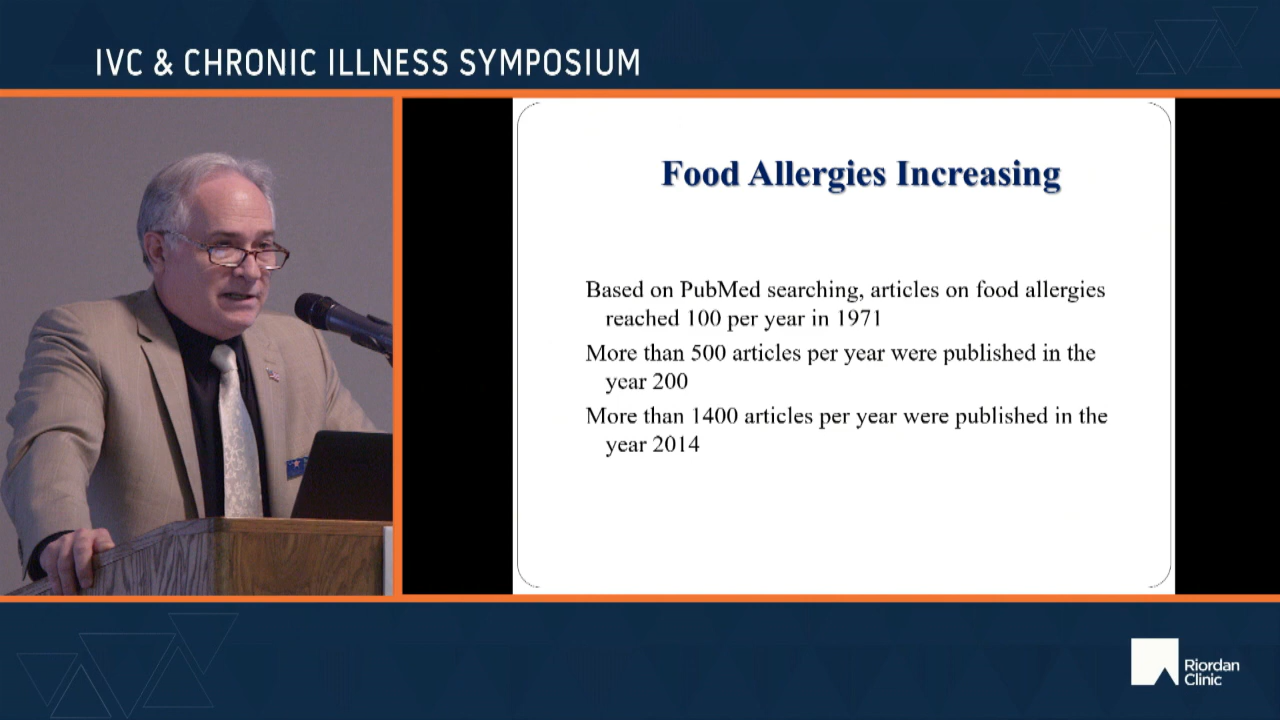 IVC & CHRONIC ILLNESS SYMPOSIUM
Food Allergies Increasing
Based on PubMed searching, articles on food allergies
reached 100 per year in 1971
More than 500 articles per year were published in the
year 200
More than 1400 articles per year were published in the
year 2014
Riordan
Clinic